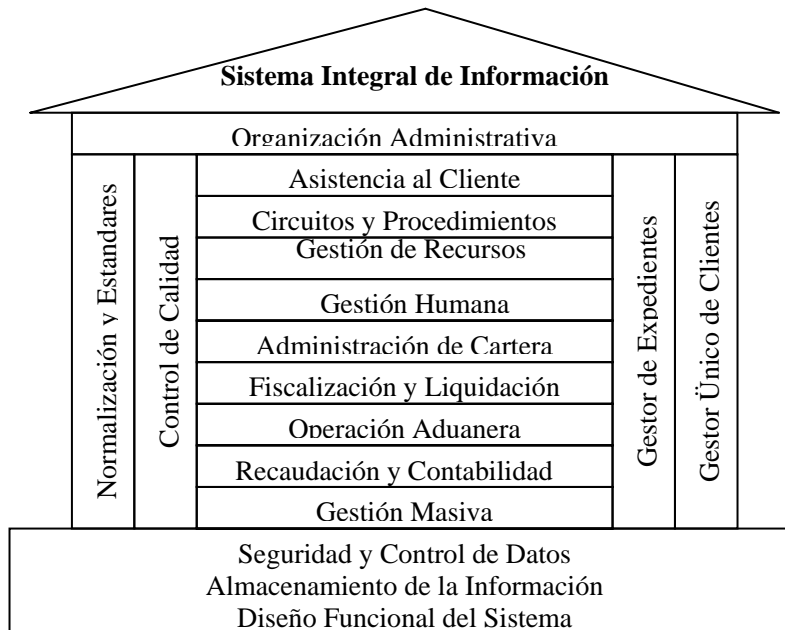 Sistema Integral de Información
Organización Administrativa
Normalización y Estandares
Control de Calidad
Asistencia al Cliente
Circuitos y Procedimientos
Gestión de Recursos
Gestión Humana
Administración de Cartera
Fiscalización y Liquidación
Operación Aduanera
Recaudación y Contabilidad
Gestión Masiva
Gestor de Expedientes
Gestor Ünico de Clientes
Seguridad y Control de Datos
Almacenamiento de la Información
Diseño Funcional del Sistema